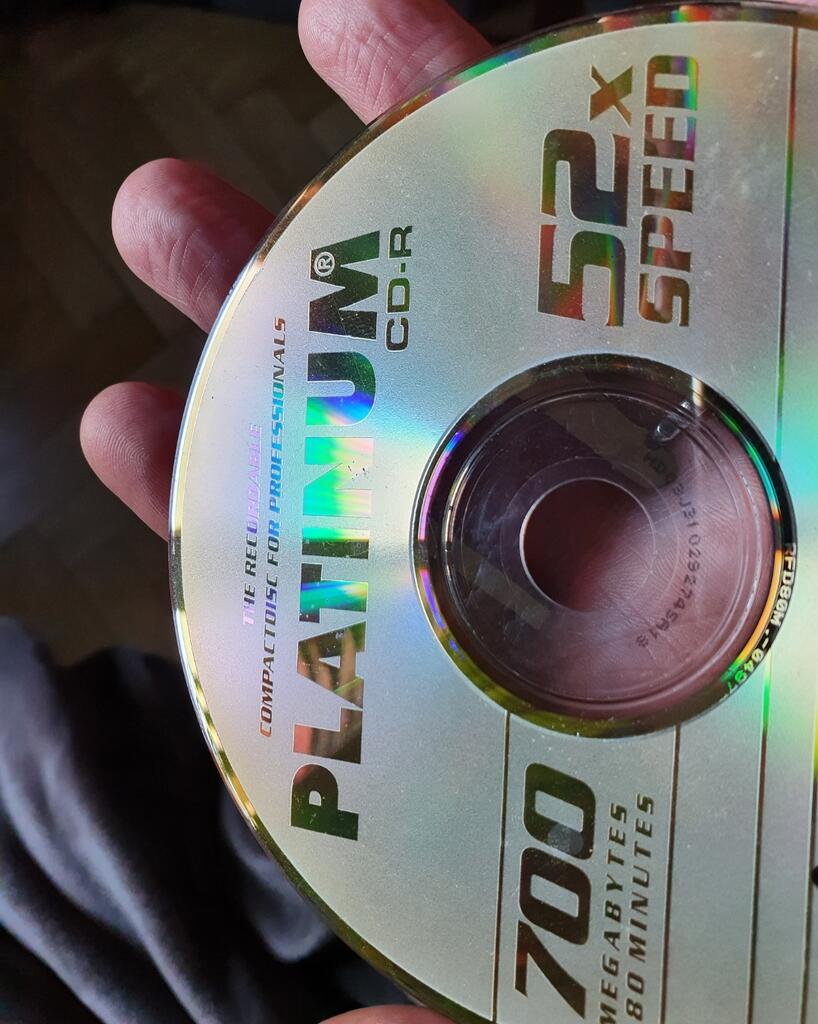 THE RECORDABLE
COMPACTDISC FOR PROFESSIONALS
PLATINUM®
CD-R
52x
SPEED
700
MEGABYTES
80 MINUTES